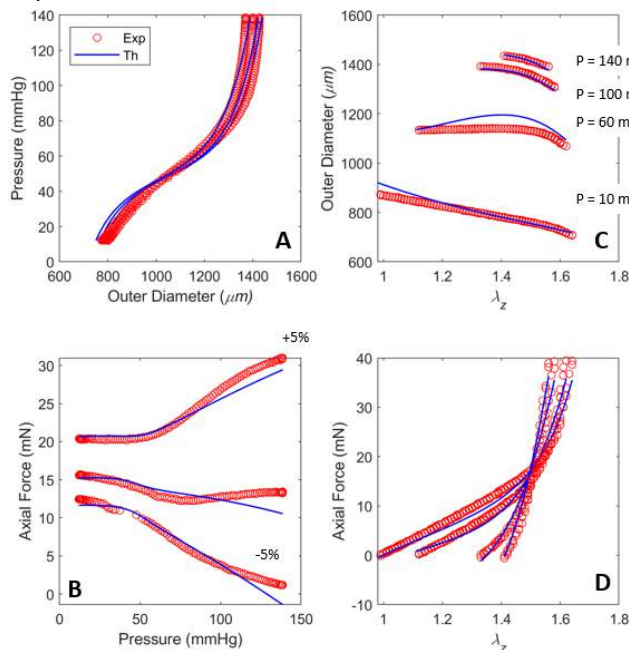 140
120
100
80
60
40
20
0
Pressure (mmHg)
Exp
Th
A
600 800 1000 1200 1400 1600
Outer Diameter (μm)
1600
1400
1200
1000
800
600
Outer Diameter (μm)
P = 140 m
P = 100 m
P = 60 m
P = 10 m
C
1 1.2 1.4 1.6 1.8
λz
30
25
20
15
10
5
0
Axial Force (mN)
+5%
-5%
B
0 50 100 150
Pressure (mmHg)
40
30
20
10
0
-10
Axial Force (mN)
D
1 1.2 1.4 1.6 1.8
λz